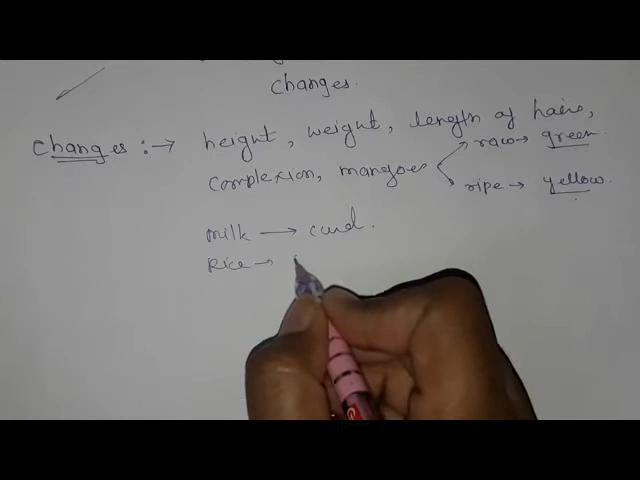 changes.
changes :→ height, weight, length of hairs,
complexion, mangoes → raw → green.
→ ripe → yellow.
milk → curd.
Rice →